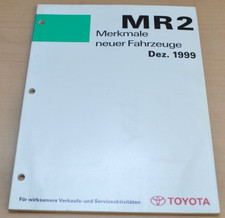 MR2
Merkmale
neuer Fahrzeuge
Dez. 1999
Für wirksamere Verkaufs- und Serviceaktivitäten
TOYOTA